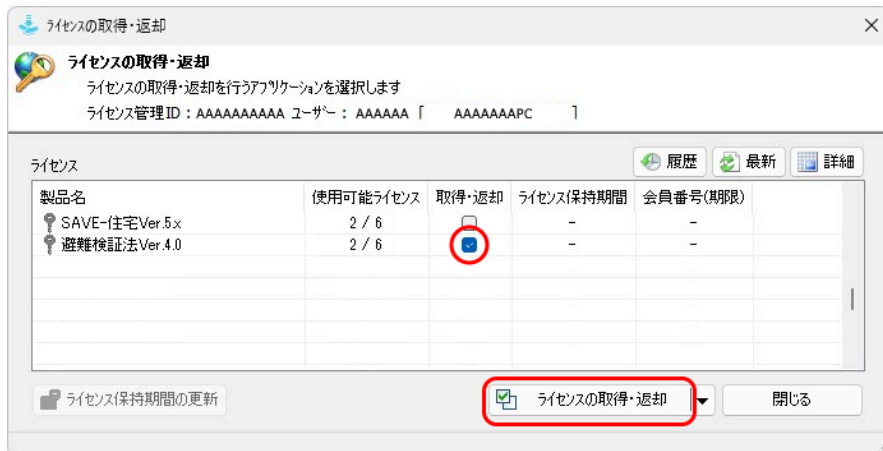 ライセンスの取得・返却
ライセンスの取得・返却
ライセンスの取得・返却を行うアプリケーションを選択します
ライセンス管理ID：AAAAAAAAAA ユーザー： AAAAAA [ AAAAAAAPC ]
ライセンス 履歴 最新 詳細
製品名 使用可能ライセンス 取得・返却 ライセンス保持期間 会員番号(期限)
SAVE-住宅Ver.5.x 2 / 6 - -
避難検証法Ver.4.0 2 / 6 - -
ライセンス保持期間の更新 ライセンスの取得・返却 閉じる